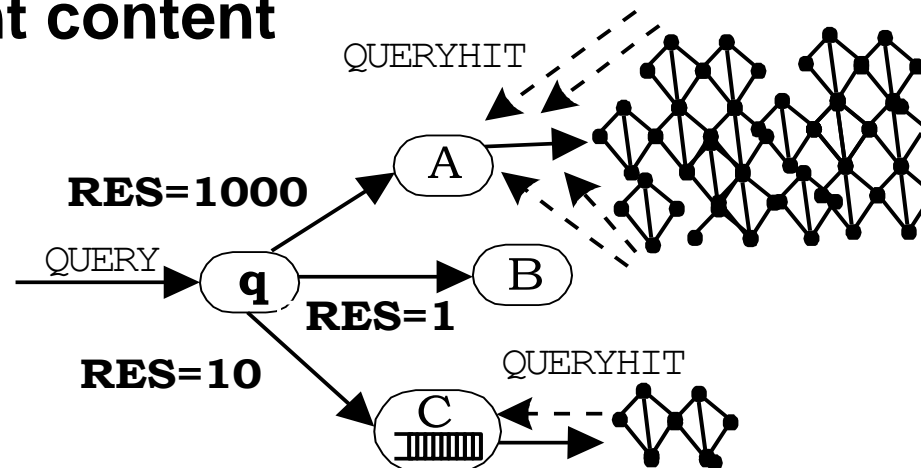 nt content
QUERYHIT
A
RES=1000
QUERY
q
B
RES=1
RES=10
QUERYHIT
C